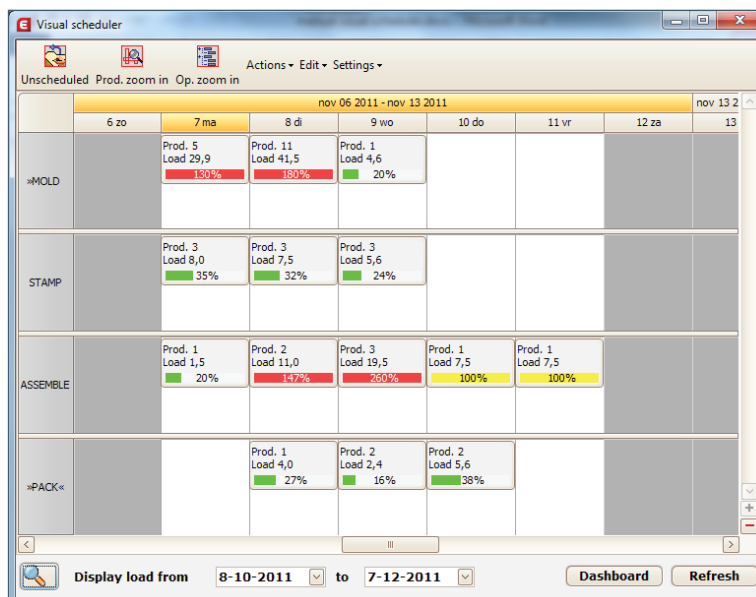 Visual scheduler
Unscheduled Prod. zoom in Op. zoom in Actions Edit Settings
nov 06 2011 - nov 13 2011 nov 13 2
6 zo 7 ma 8 di 9 wo 10 do 11 vr 12 za 13
»MOLD
Prod. 5 Prod. 11 Prod. 1
Load 29,9 Load 41,5 Load 4,6
130% 180% 20%
STAMP
Prod. 3 Prod. 3 Prod. 3
Load 8,0 Load 7,5 Load 5,6
35% 32% 24%
ASSEMBLE
Prod. 1 Prod. 2 Prod. 3 Prod. 1 Prod. 1
Load 1,5 Load 11,0 Load 19,5 Load 7,5 Load 7,5
20% 147% 260% 100% 100%
»PACK«
Prod. 1 Prod. 2 Prod. 2
Load 4,0 Load 2,4 Load 5,6
27% 16% 38%
Display load from 8-10-2011 to 7-12-2011 Dashboard Refresh